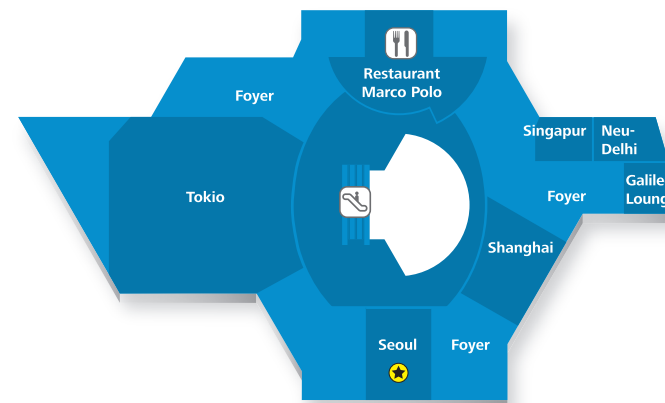 Restaurant
Marco Polo
Foyer
Singapur
Neu-
Delhi
Tokio
Foyer
Shanghai
Seoul
Foyer